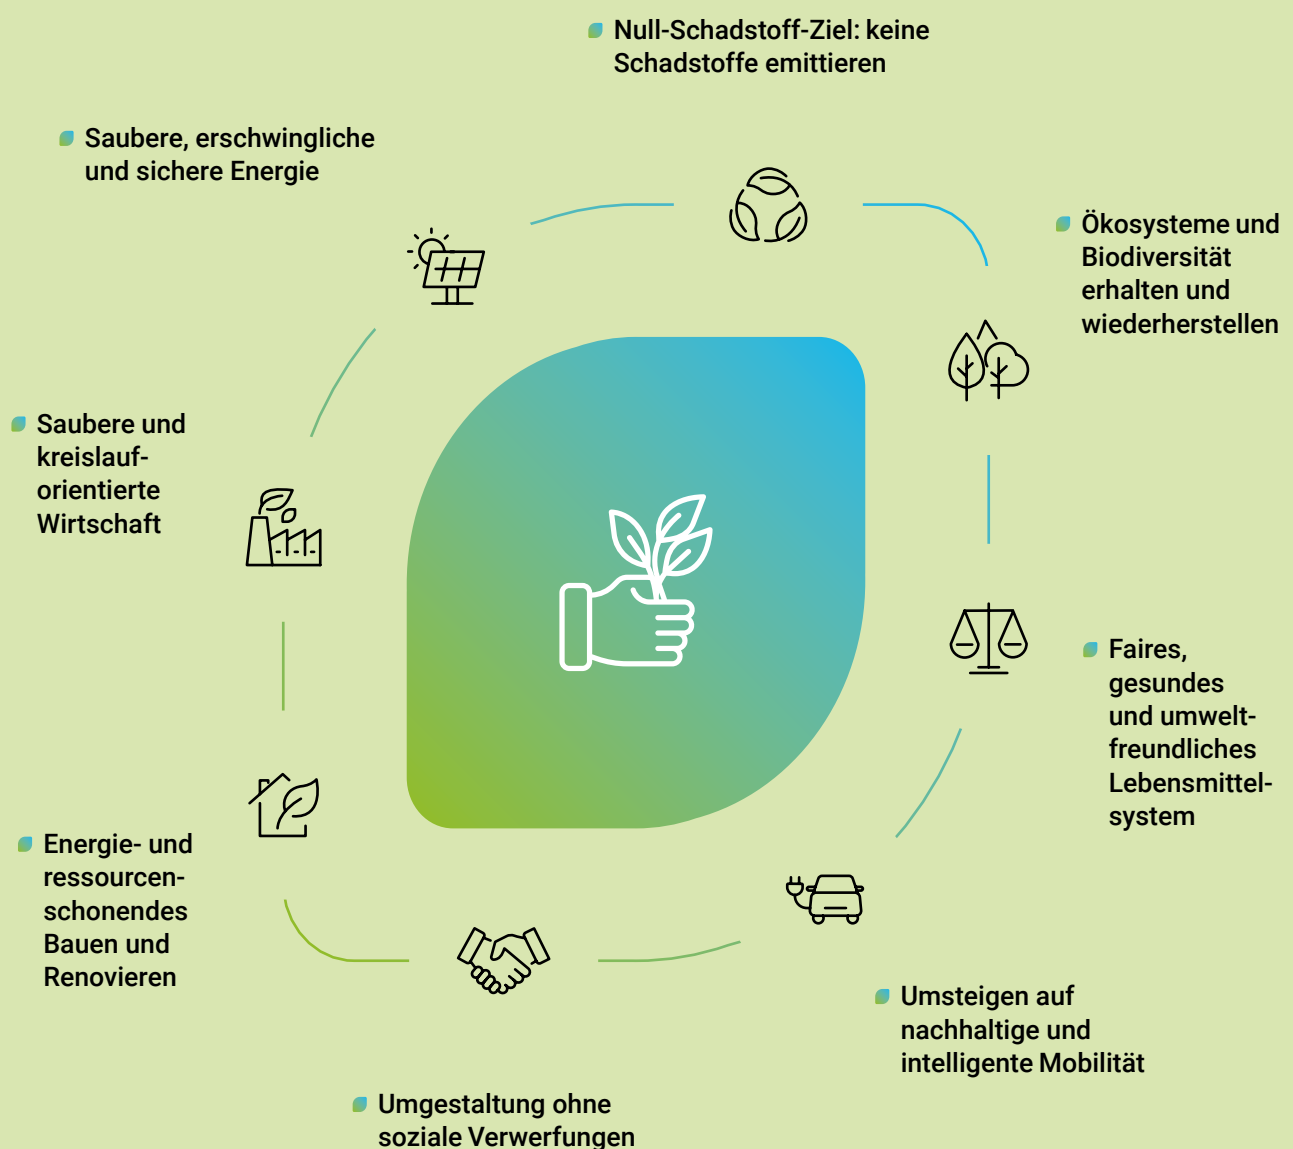 Null-Schadstoff-Ziel: keine
Schadstoffe emittieren
Saubere, erschwingliche
und sichere Energie
Ökosysteme und
Biodiversität
erhalten und
wiederherstellen
Saubere und
kreislauf-
orientierte
Wirtschaft
Faires,
gesundes
und umwelt-
freundliches
Lebensmittel-
system
Energie- und
ressourcen-
schonendes
Bauen und
Renovieren
Umsteigen auf
nachhaltige und
intelligente Mobilität
Umgestaltung ohne
soziale Verwerfungen